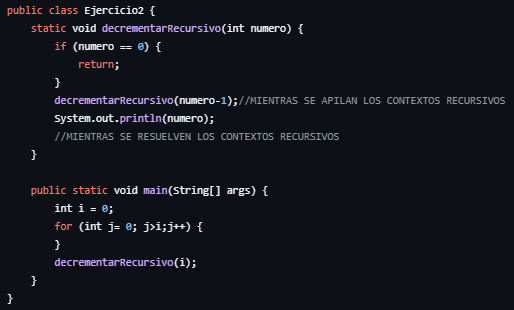 public class Ejercicio2 {
    static void decrementarRecursivo(int numero) {
        if (numero == 0) {
            return;
        }
        decrementarRecursivo(numero-1);//MIENTRAS SE APILAN LOS CONTEXTOS RECURSIVOS
        System.out.println(numero);
        //MIENTRAS SE RESUELVEN LOS CONTEXTOS RECURSIVOS
    }

    public static void main(String[] args) {
        int i = 0;
        for (int j= 0; j>i;j++) {
        }
        decrementarRecursivo(i);
    }
}